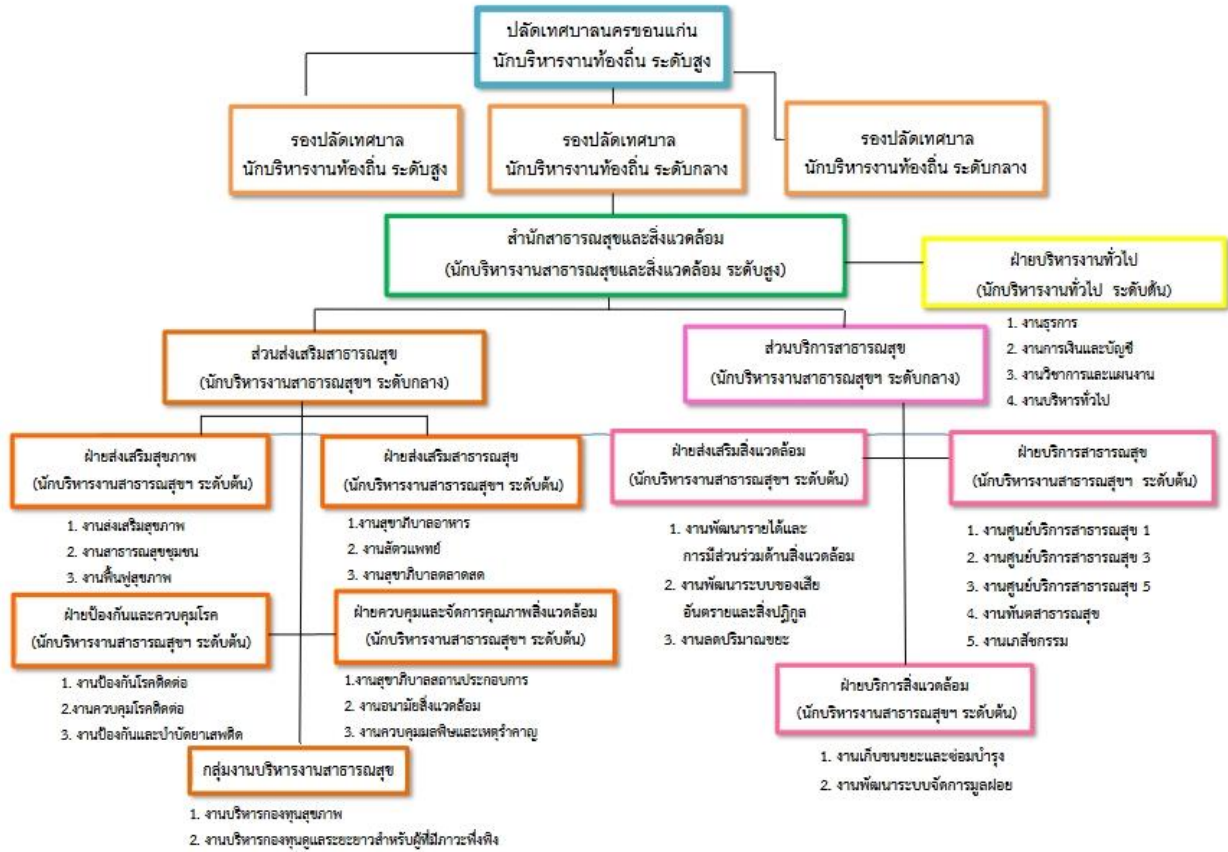 ปลัดเทศบาลนครขอนแก่น
นักบริหารงานท้องถิ่น ระดับสูง
รองปลัดเทศบาล
นักบริหารงานท้องถิ่น ระดับสูง
รองปลัดเทศบาล
นักบริหารงานท้องถิ่น ระดับกลาง
รองปลัดเทศบาล
นักบริหารงานท้องถิ่น ระดับกลาง
สำนักสาธารณสุขและสิ่งแวดล้อม
(นักบริหารงานสาธารณสุขและสิ่งแวดล้อม ระดับสูง)
ฝ่ายบริหารงานทั่วไป
(นักบริหารงานทั่วไป ระดับต้น)
1. งานธุรการ
2. งานการเงินและบัญชี
3. งานวิชาการและแผนงาน
4. งานบริหารทั่วไป
ส่วนส่งเสริมสาธารณสุข
(นักบริหารงานสาธารณสุขฯ ระดับกลาง)
ส่วนบริการสาธารณสุข
(นักบริหารงานสาธารณสุขฯ ระดับกลาง)
ฝ่ายส่งเสริมสุขภาพ
(นักบริหารงานสาธารณสุขฯ ระดับต้น)
1. งานส่งเสริมสุขภาพ
2. งานสาธารณสุขชุมชน
3. งานฟื้นฟูสุขภาพ
ฝ่ายส่งเสริมสาธารณสุข
(นักบริหารงานสาธารณสุขฯ ระดับต้น)
1.งานสุขาภิบาลอาหาร
2. งานสัตวแพทย์
3. งานสุขาภิบาลตลาดสด
ฝ่ายส่งเสริมสิ่งแวดล้อม
(นักบริหารงานสาธารณสุขฯ ระดับต้น)
1. งานพัฒนารายได้และ
การมีส่วนร่วมด้านสิ่งแวดล้อม
2. งานพัฒนาระบบของเสีย
อันตรายและสิ่งปฏิกูล
3. งานลดปริมาณขยะ
ฝ่ายบริการสาธารณสุข
(นักบริหารงานสาธารณสุขฯ ระดับต้น)
1. งานศูนย์บริการสาธารณสุข 1
2. งานศูนย์บริการสาธารณสุข 3
3. งานศูนย์บริการสาธารณสุข 5
4. งานทันตสาธารณสุข
5. งานเภสัชกรรม
ฝ่ายป้องกันและควบคุมโรค
(นักบริหารงานสาธารณสุขฯ ระดับต้น)
1. งานป้องกันโรคติดต่อ
2.งานควบคุมโรคติดต่อ
3. งานป้องกันและบำบัดยาเสพติด
ฝ่ายควบคุมและจัดการคุณภาพสิ่งแวดล้อม
(นักบริหารงานสาธารณสุขฯ ระดับต้น)
1.งานสุขาภิบาลสถานประกอบการ
2. งานอนามัยสิ่งแวดล้อม
3. งานควบคุมมลพิษและเหตุรำคาญ
ฝ่ายบริการสิ่งแวดล้อม
(นักบริหารงานสาธารณสุขฯ ระดับต้น)
1. งานเก็บขนขยะและซ่อมบำรุง
2. งานพัฒนาระบบจัดการมูลฝอย
กลุ่มงานบริหารงานสาธารณสุข
1. งานบริหารกองทุนสุขภาพ
2. งานบริหารกองทุนดูแลระยะยาวสำหรับผู้ที่มีภาวะพึ่งพิง